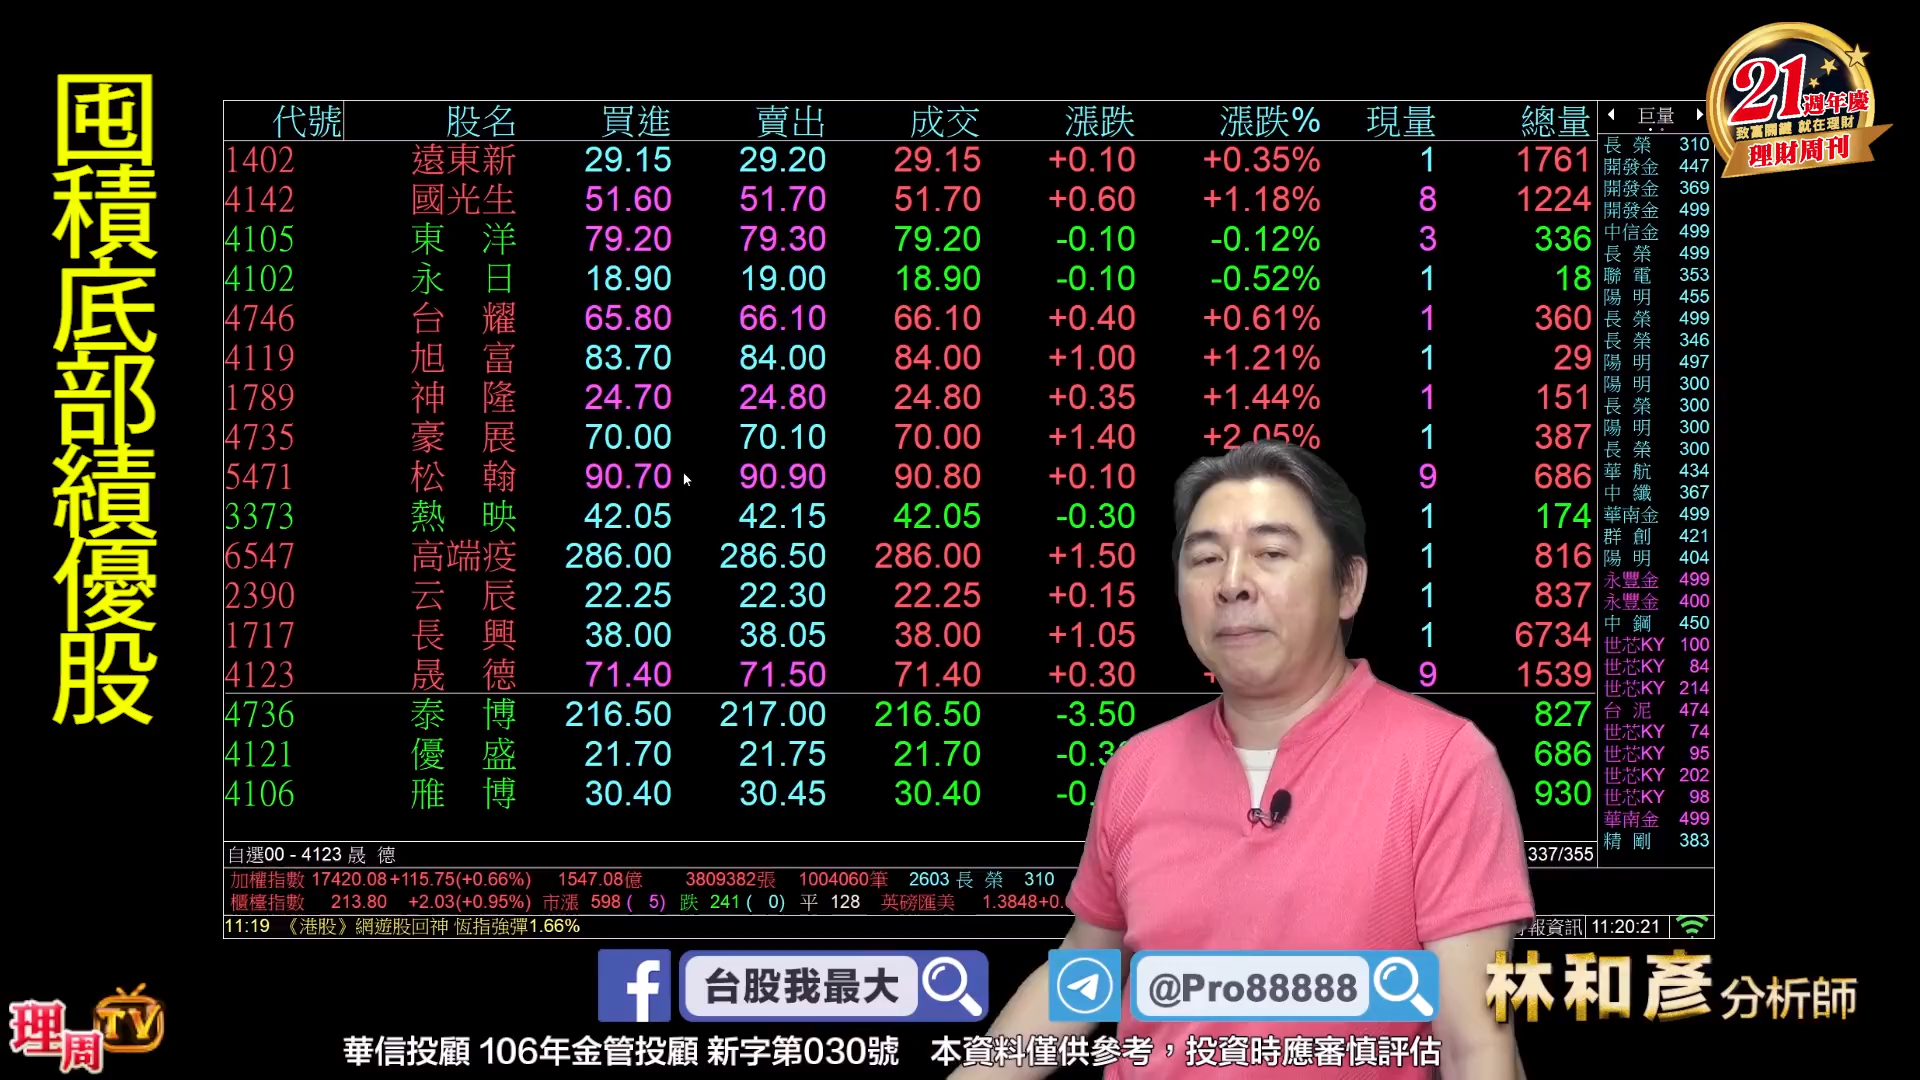 囤積底部績優股
21週年慶
致富關鍵 就在理財
理財周刊
代號 股名 買進 賣出 成交 漲跌 漲跌% 現量 總量
1402 遠東新 29.15 29.20 29.15 +0.10 +0.35% 1 1761
4142 國光生 51.60 51.70 51.70 +0.60 +1.18% 8 1224
4105 東洋 79.20 79.30 79.20 -0.10 -0.12% 3 336
4102 永日 18.90 19.00 18.90 -0.10 -0.52% 1 18
4746 台耀 65.80 66.10 66.10 +0.40 +0.61% 1 360
4119 旭富 83.70 84.00 84.00 +1.00 +1.21% 1 29
1789 神隆 24.70 24.80 24.80 +0.35 +1.44% 1 151
4735 豪展 70.00 70.10 70.00 +1.40 +2.05% 1 387
5471 松翰 90.70 90.90 90.80 +0.10 9 686
3373 熱映 42.05 42.15 42.05 -0.30 1 174
6547 高端疫 286.00 286.50 286.00 +1.50 1 816
2390 云辰 22.25 22.30 22.25 +0.15 1 837
1717 長興 38.00 38.05 38.00 +1.05 1 6734
4123 晟德 71.40 71.50 71.40 +0.30 9 1539
4736 泰博 216.50 217.00 216.50 -3.50 827
4121 優盛 21.70 21.75 21.70 686
4106 雃博 30.40 30.45 30.40 930
巨量
長榮 310
開發金 447
開發金 369
開發金 499
中信金 499
長榮 499
聯電 353
陽明 455
長榮 499
長榮 346
陽明 497
陽明 300
長榮 300
陽明 300
長榮 300
華航 434
中纖 367
華南金 499
群創 421
陽明 404
永豐金 499
永豐金 400
中鋼 450
世芯KY 100
世芯KY 84
世芯KY 214
台泥 474
世芯KY 74
世芯KY 95
世芯KY 202
世芯KY 98
華南金 499
精剛 383
自選00 - 4123 晟德 337/355
加權指數 17420.08 +115.75(+0.66%) 1547.08億 3809382張 1004060筆 2603 長榮 310
櫃檯指數 213.80 +2.03(+0.95%) 市漲 598 ( 5) 跌 241 ( 0) 平 128 英磅匯美 1.3848
11:19 《港股》網遊股回神 恆指強彈1.66% 報資訊 11:20:21
f 台股我最大 @Pro88888
林和彥 分析師
理周TV
華信投顧 106年金管投顧 新字第030號 本資料僅供參考，投資時應審慎評估